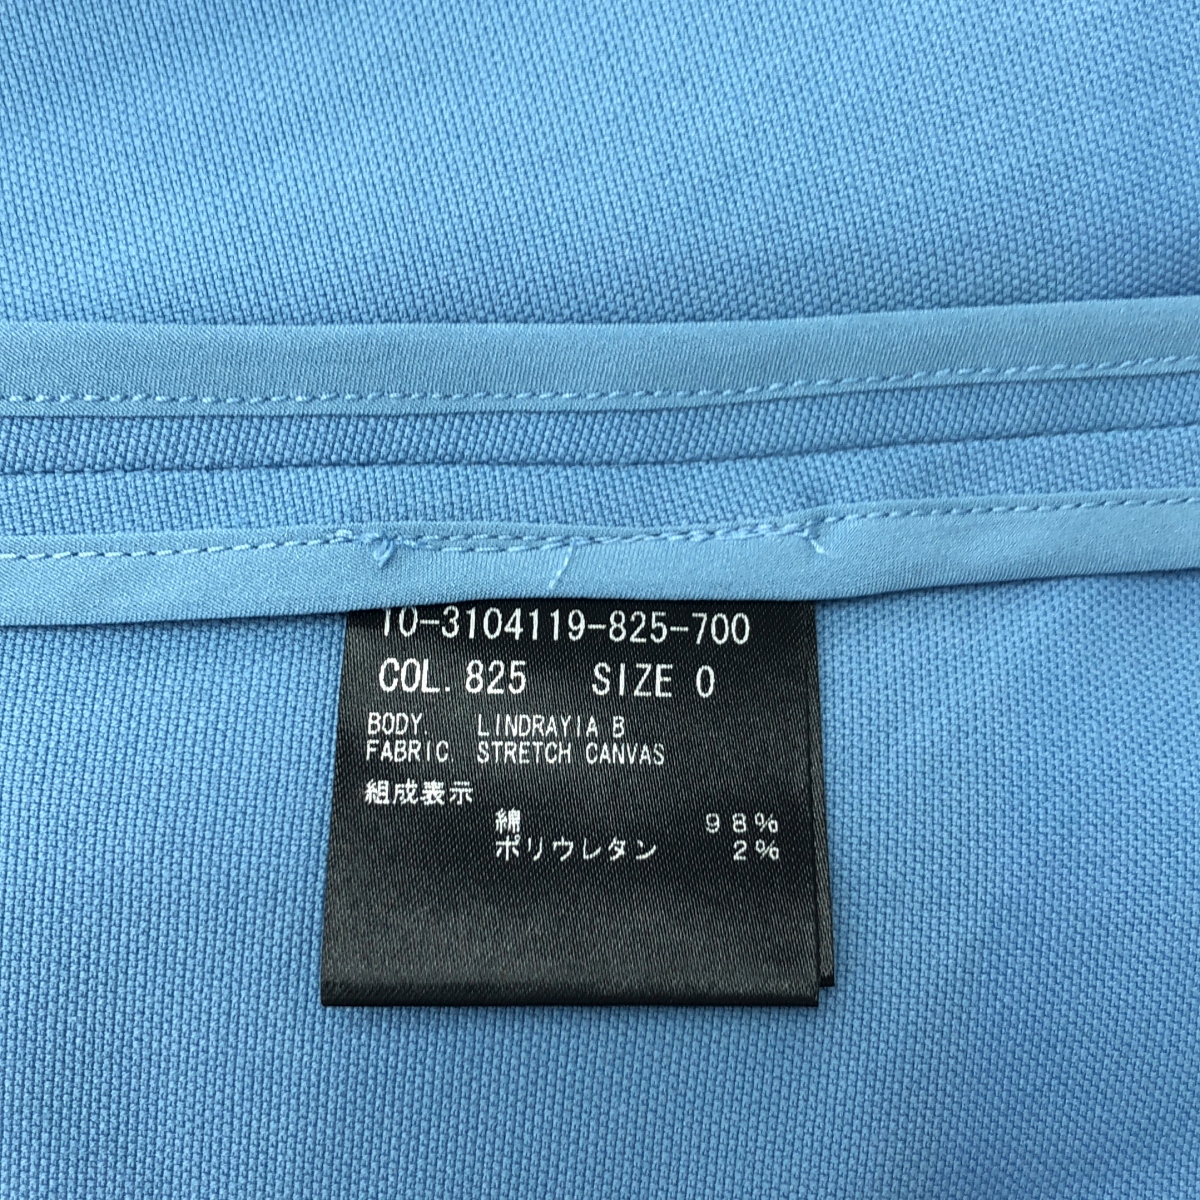 10-3104119-825-700
COL. 825 SIZE 0
BODY. LINDRAYIA B
FABRIC STRETCH CANVAS
組成表示
綿 98%
ポリウレタン 2%